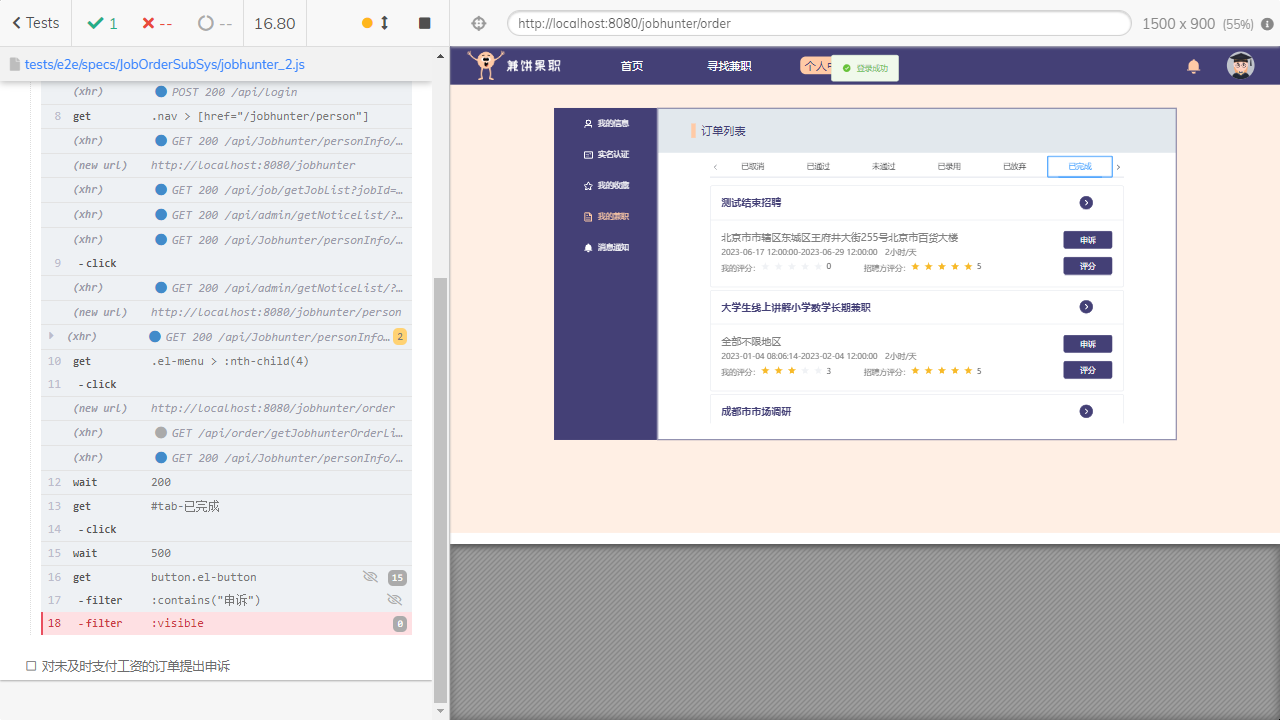 Tests
1
--
--
16.80
http://localhost:8080/jobhunter/order
1500 x 900 (55%)
tests/e2e/specs/JobOrderSubSys/jobhunter_2.js
(xhr) POST 200 /api/login
8 get .nav > [href="/jobhunter/person"]
(xhr) GET 200 /api/Jobhunter/personInfo/…
(new url) http://localhost:8080/jobhunter
(xhr) GET 200 /api/job/getJobList?jobId=…
(xhr) GET 200 /api/admin/getNoticeList/?…
(xhr) GET 200 /api/Jobhunter/personInfo/…
9 -click
(xhr) GET 200 /api/admin/getNoticeList/?…
(new url) http://localhost:8080/jobhunter/person
(xhr) GET 200 /api/Jobhunter/personInfo… 2
10 get .el-menu > :nth-child(4)
11 -click
(new url) http://localhost:8080/jobhunter/order
(xhr) GET /api/order/getJobhunterOrderLi…
(xhr) GET 200 /api/Jobhunter/personInfo/…
12 wait 200
13 get #tab-已完成
14 -click
15 wait 500
16 get button.el-button 15
17 -filter :contains("申诉")
18 -filter :visible 0
对未及时支付工资的订单提出申诉
兼饼果职
首页
寻找兼职
个人中
登录成功
我的信息
实名认证
我的收藏
我的兼职
消息通知
订单列表
已取消 已通过 未通过 已录用 已放弃 已完成
测试结束招聘
北京市市辖区东城区王府井大街255号北京市百货大楼
2023-06-17 12:00:00-2023-06-29 12:00:00 2小时/天
我的评分: 0 招聘方评分: 5
申诉
评分
大学生线上讲解小学数学长期兼职
全部不限地区
2023-01-04 08:06:14-2023-02-04 12:00:00 2小时/天
我的评分: 3 招聘方评分: 5
申诉
评分
成都市市场调研